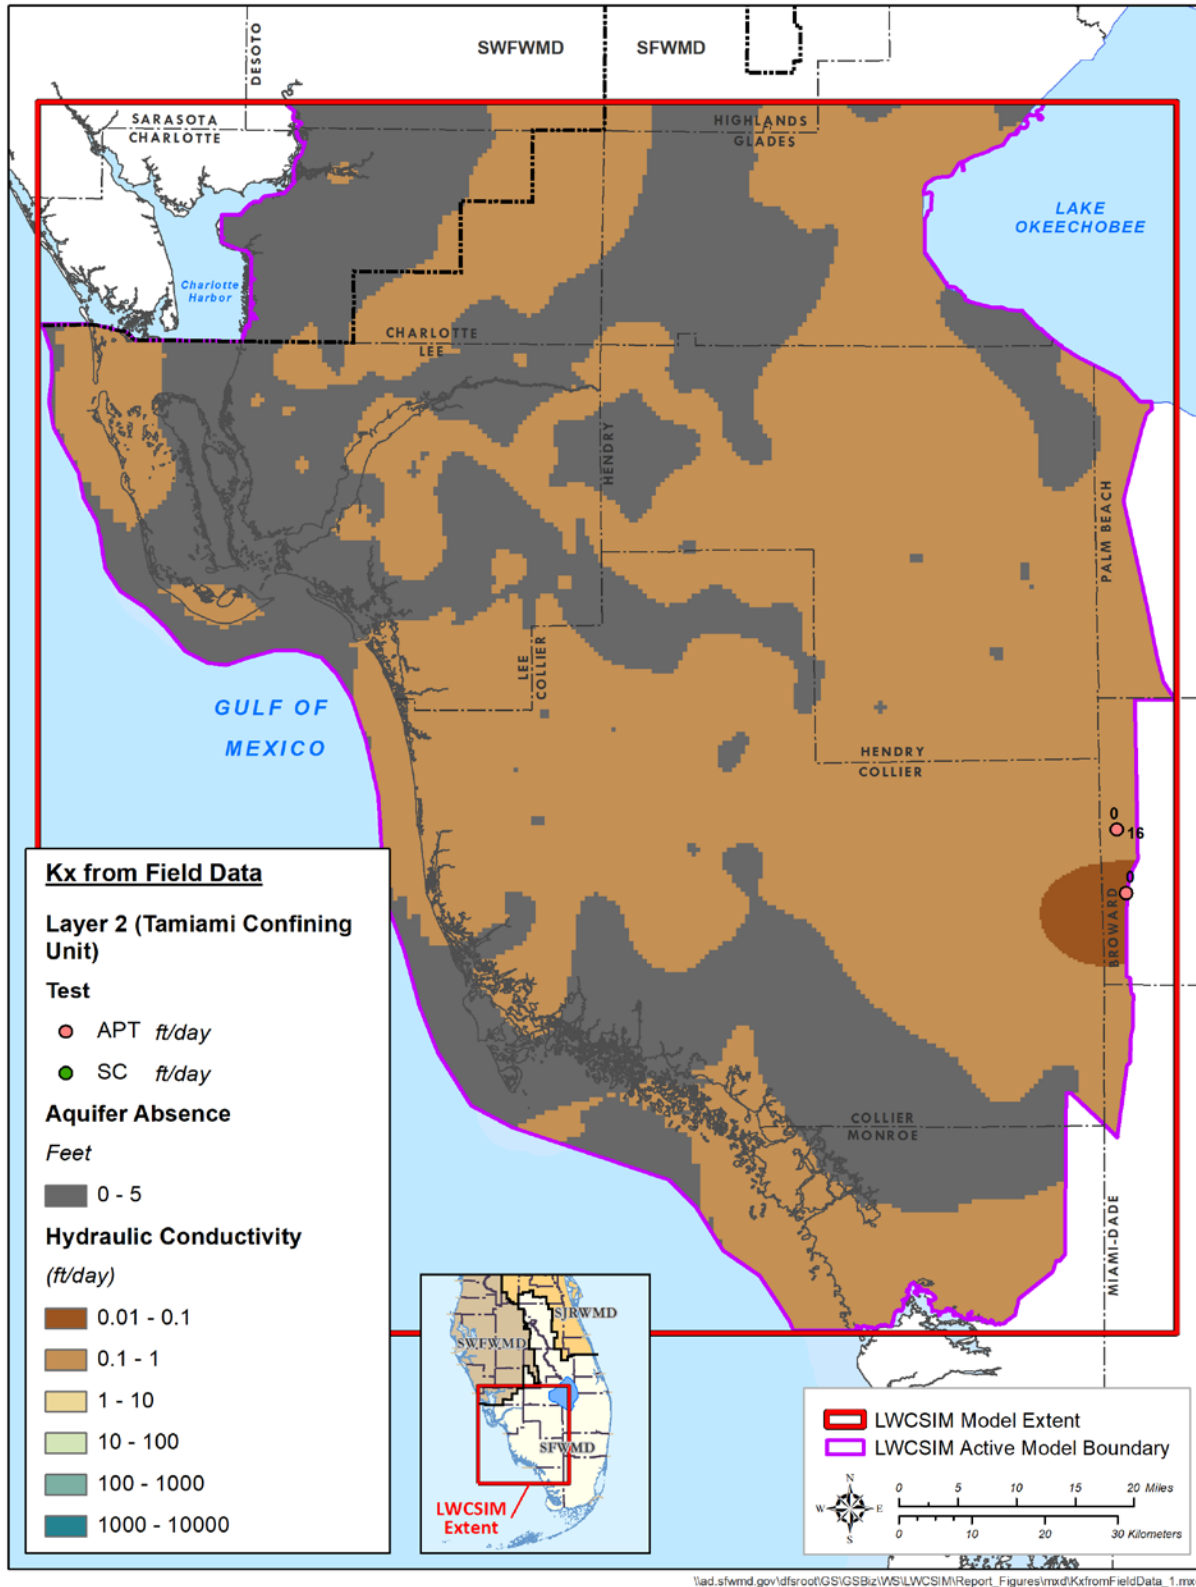 DESOTO
SWFWMD
SFWMD
SARASOTA
CHARLOTTE
HIGHLANDS
GLADES
LAKE
OKEECHOBEE
Charlotte
Harbor
CHARLOTTE
LEE
HENDRY
PALM BEACH
LEE
COLLIER
GULF OF
MEXICO
HENDRY
COLLIER
0
16
0
BROWARD
COLLIER
MONROE
MIAMI-DADE
Kx from Field Data
Layer 2 (Tamiami Confining
Unit)
Test
APT ft/day
SC ft/day
Aquifer Absence
Feet
0 - 5
Hydraulic Conductivity
(ft/day)
0.01 - 0.1
0.1 - 1
1 - 10
10 - 100
100 - 1000
1000 - 10000
SJRWMD
SWFWMD
SFWMD
LWCSIM
Extent
LWCSIM Model Extent
LWCSIM Active Model Boundary
N
W E
S
0 5 10 15 20 Miles
0 10 20 30 Kilometers
\\ad.sfwmd.gov\dfsroot\GS\GSBiz\WS\LWCSIM\Report_Figures\mxd\KxfromFieldData_1.mx